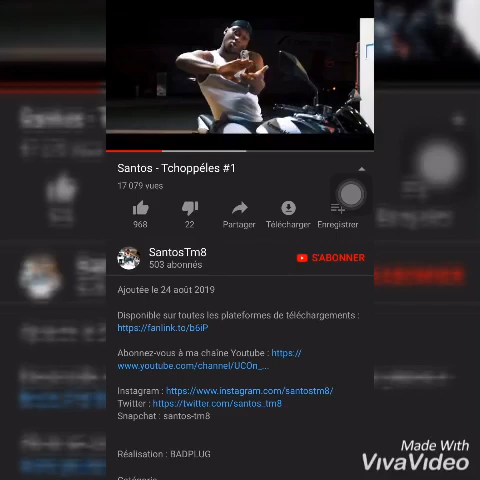 Santos - Tchoppéles #1
17 079 vues
968
22
Partager
Télécharger
Enregistrer
SantosTm8
503 abonnés
S'ABONNER
Ajoutée le 24 août 2019
Disponible sur toutes les plateformes de téléchargements :
https://fanlink.to/b6iP
Abonnez-vous à ma chaîne Youtube : https://
www.youtube.com/channel/UCOn_...
Instagram : https://www.instagram.com/santostm8/
Twitter : https://twitter.com/santos_tm8
Snapchat : santos-tm8
Réalisation : BADPLUG
Made With
VivaVideo